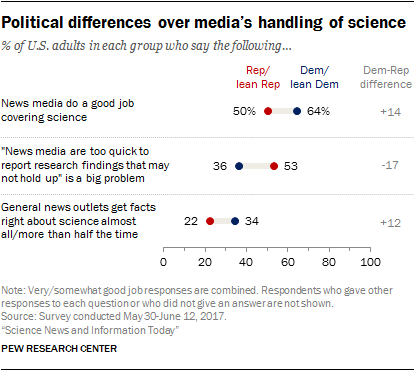 Political differences over media's handling of science
% of U.S. adults in each group who say the following...
Rep/ Dem/ Dem-Rep
lean Rep lean Dem difference
News media do a good job
covering science
50% 64% +14
"News media are too quick to
report research findings that may
not hold up" is a big problem
36 53 -17
General news outlets get facts
right about science almost
all/more than half the time
22 34 +12
0 20 40 60 80 100
Note: Very/somewhat good job responses are combined. Respondents who gave other
responses to each question or who did not give an answer are not shown.
Source: Survey conducted May 30-June 12, 2017.
"Science News and Information Today"
PEW RESEARCH CENTER